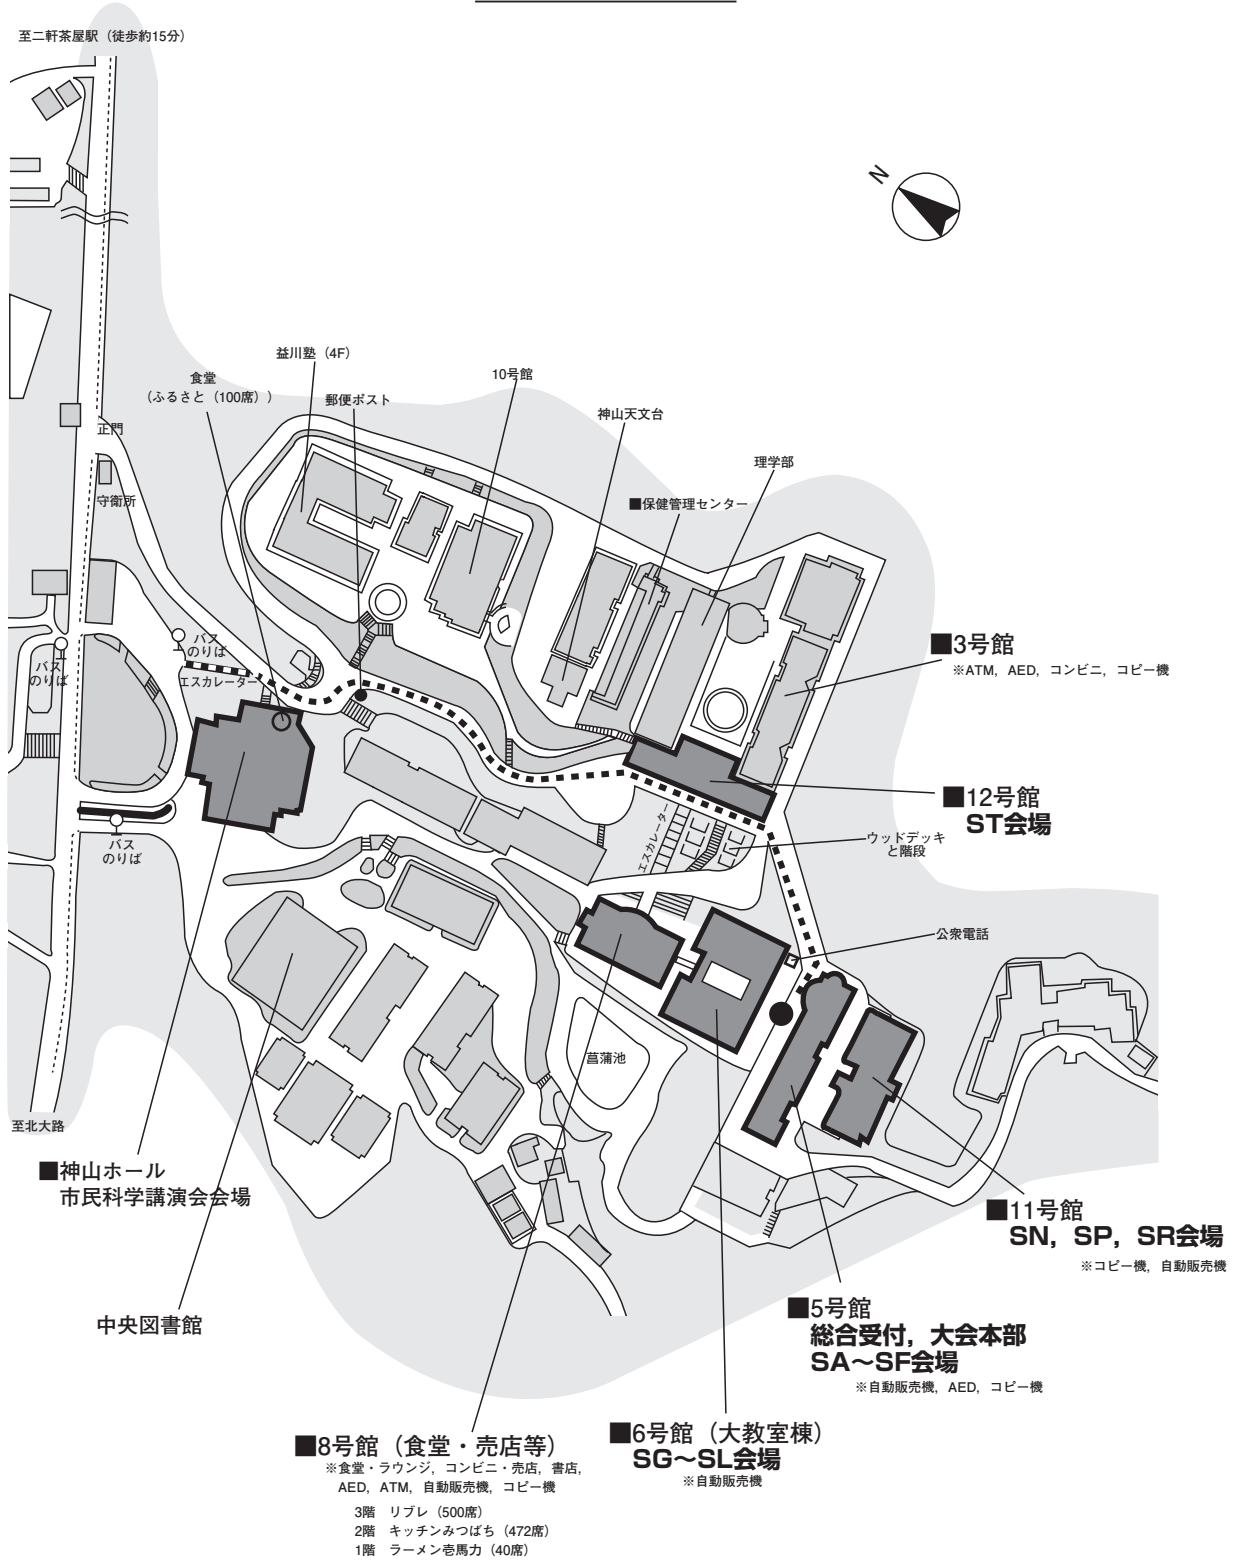 至二軒茶屋駅（徒歩約15分）
N
益川塾（4F）
食堂
（ふるさと（100席））
郵便ポスト
10号館
神山天文台
理学部
■保健管理センター
正門
守衛所
バス
のりば
バス
のりば
エスカレーター
■3号館
※ATM，AED，コンビニ，コピー機
■12号館
ST会場
エスカレーター
ウッドデッキ
と階段
バス
のりば
公衆電話
菖蒲池
至北大路
■神山ホール
市民科学講演会会場
■11号館
SN，SP，SR会場
※コピー機，自動販売機
中央図書館
■5号館
総合受付，大会本部
SA〜SF会場
※自動販売機，AED，コピー機
■8号館（食堂・売店等）
※食堂・ラウンジ，コンビニ・売店，書店，
AED，ATM，自動販売機，コピー機
3階　リブレ（500席）
2階　キッチンみつばち（472席）
1階　ラーメン壱馬力（40席）
■6号館（大教室棟）
SG〜SL会場
※自動販売機